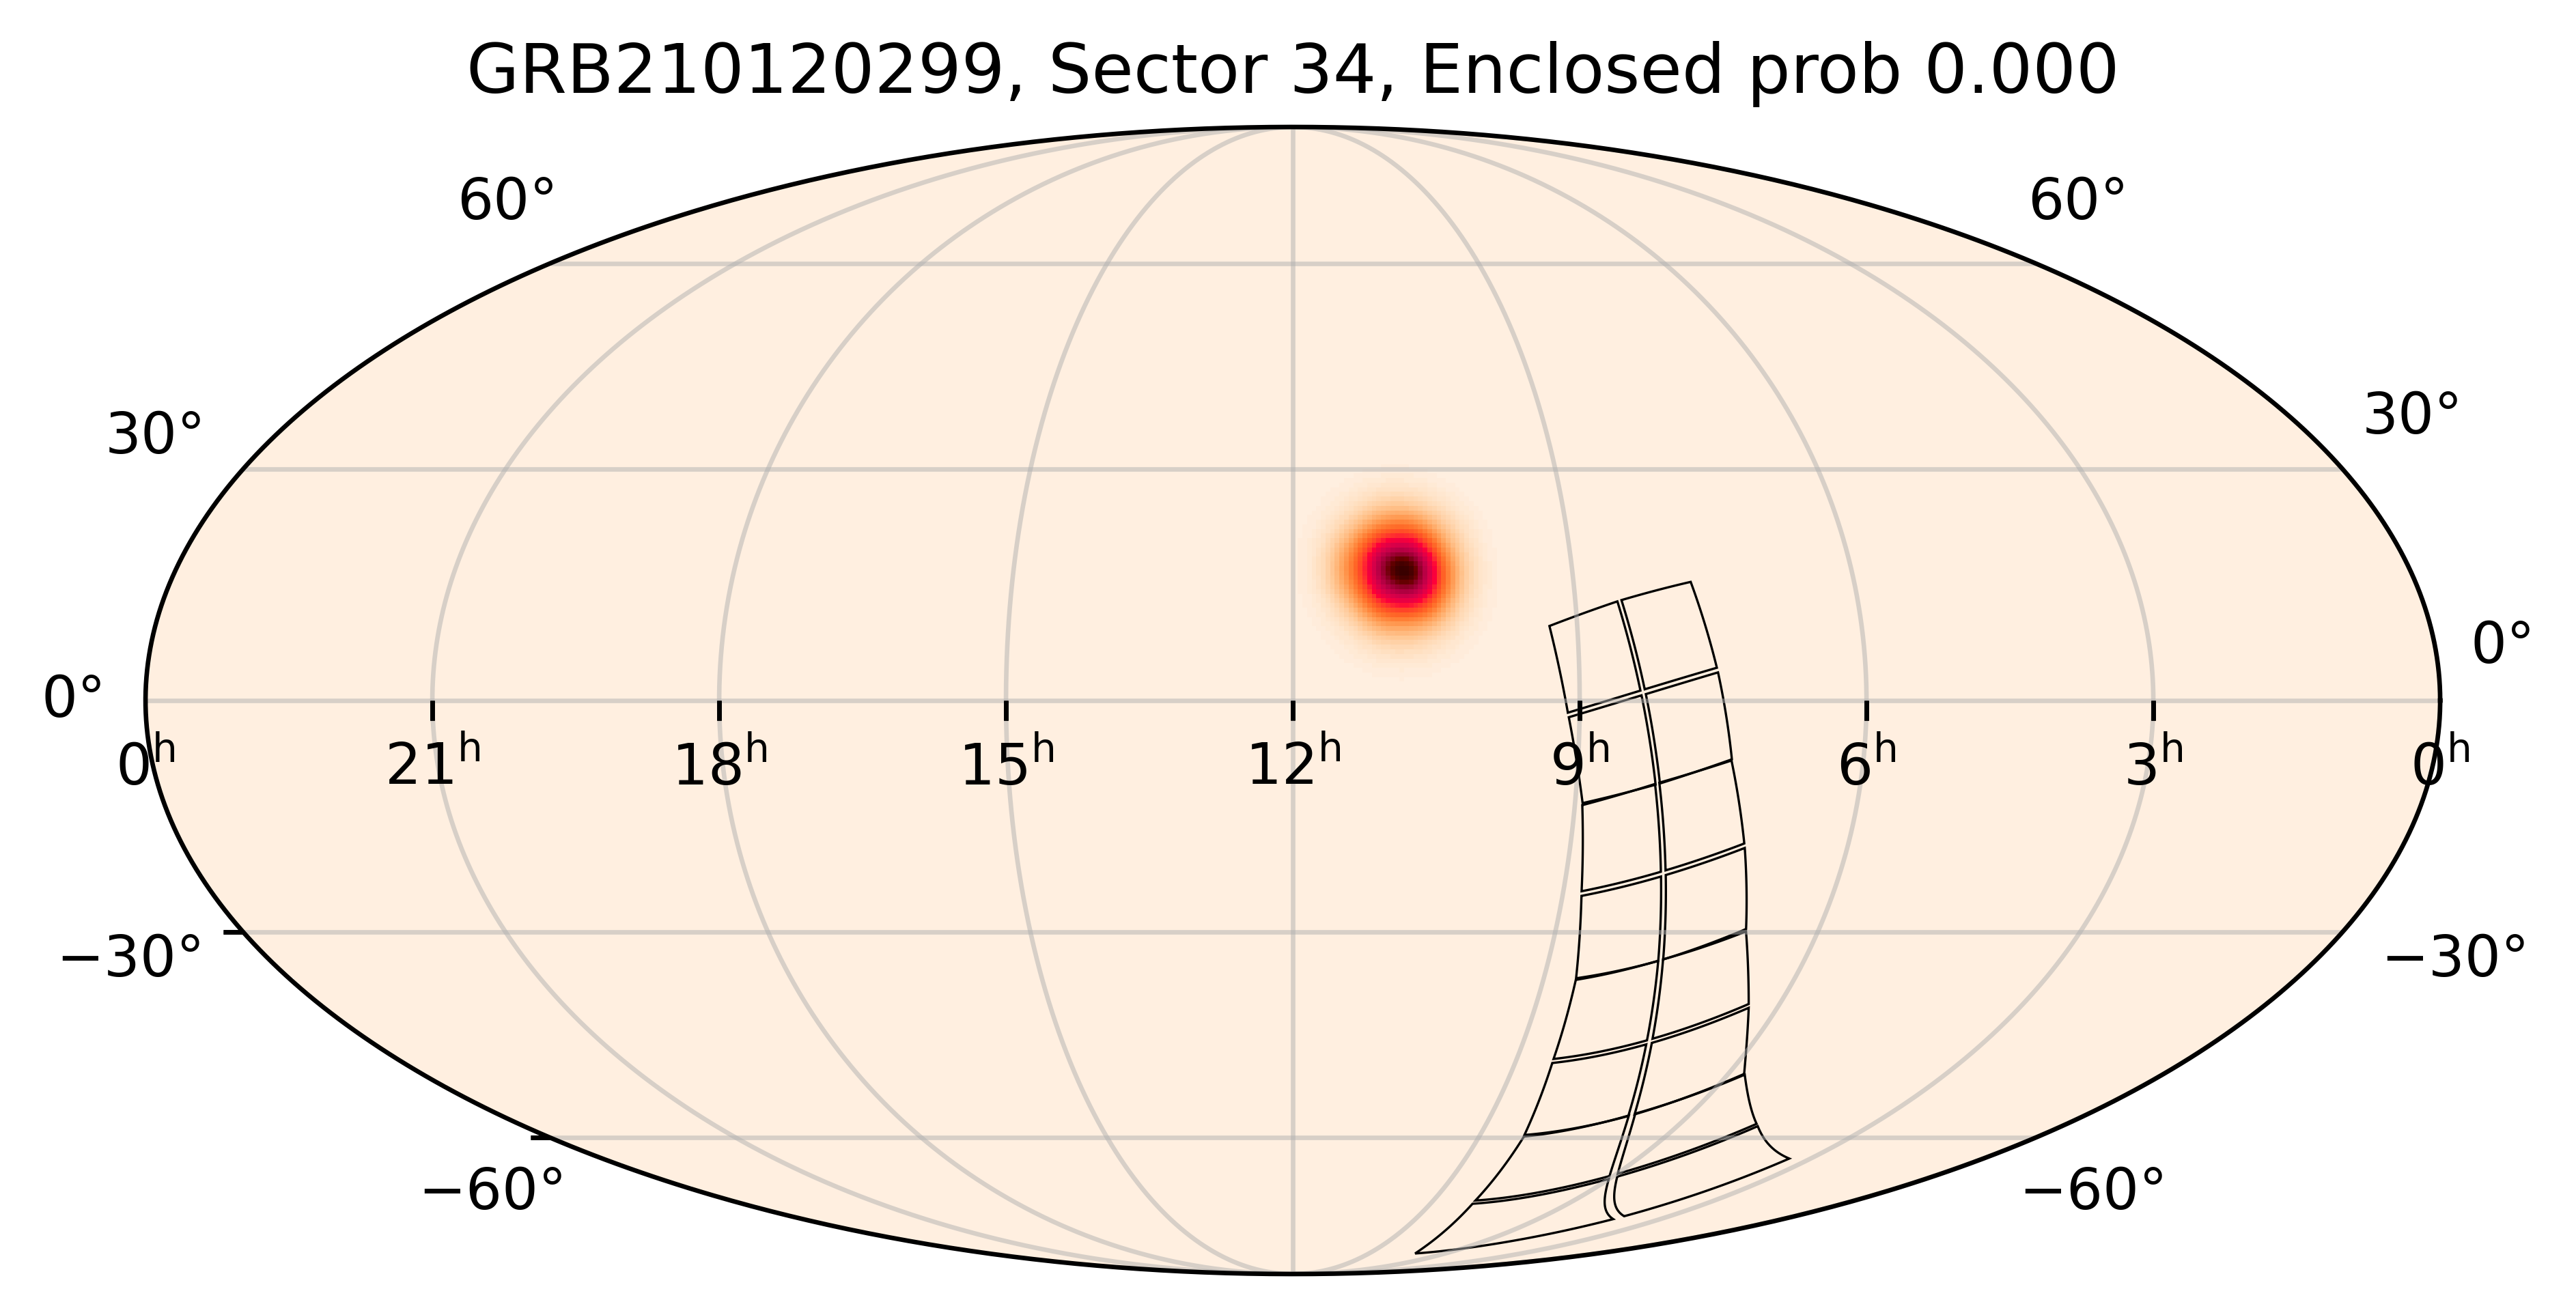 GRB210120299, Sector 34, Enclosed prob 0.000
60° 60°
30° 30°
0° 0°
0ʰ 21ʰ 18ʰ 15ʰ 12ʰ 9ʰ 6ʰ 3ʰ 0ʰ
−30° −30°
−60° −60°